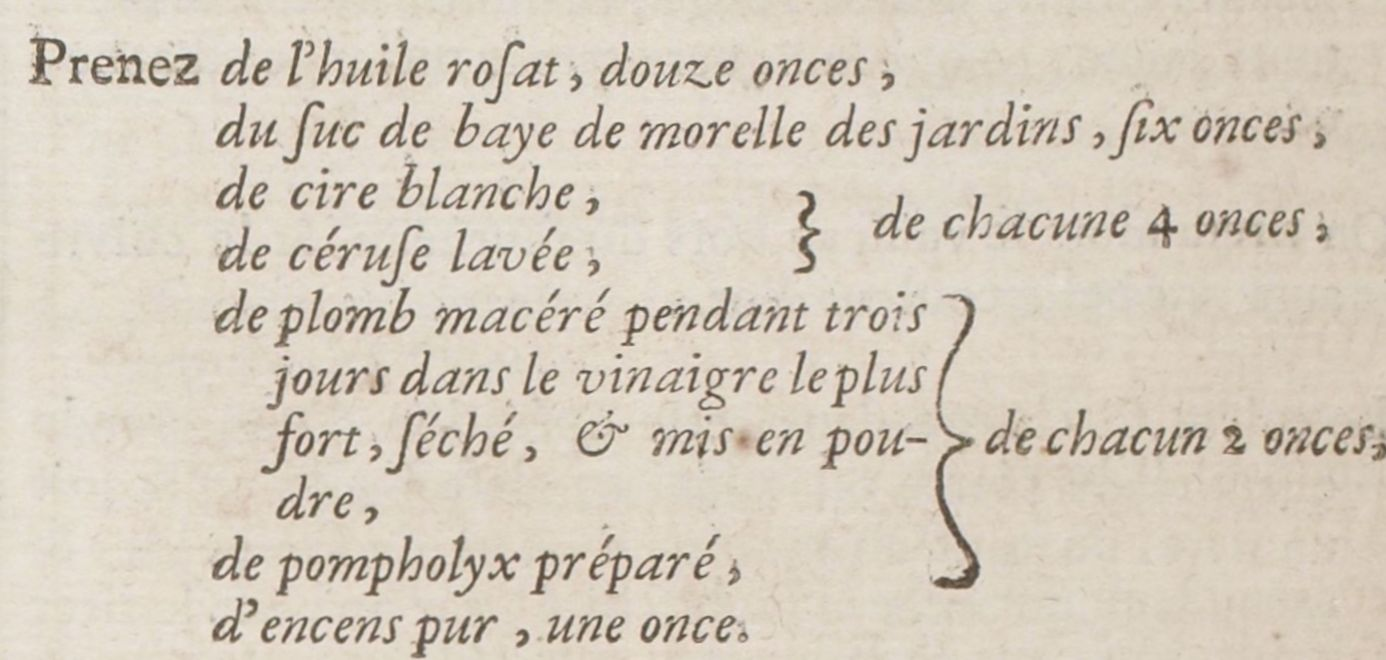 Prenez de l'huile roſat, douze onces,
du ſuc de baye de morelle des jardins, ſix onces,
de cire blanche,
de céruſe lavée,
de chacune 4 onces,
de plomb macéré pendant trois
jours dans le vinaigre le plus
fort, ſéché, & mis en pou-
dre,
de pompholyx préparé,
de chacun 2 onces,
d'encens pur, une once.